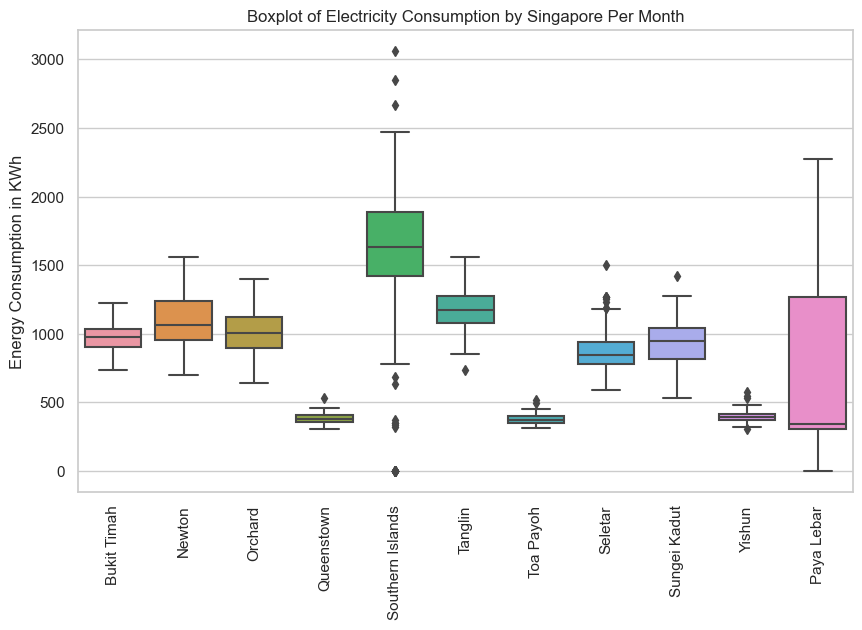 Boxplot of Electricity Consumption by Singapore Per Month
Energy Consumption in KWh
3000
2500
2000
1500
1000
500
0
Bukit Timah
Newton
Orchard
Queenstown
Southern Islands
Tanglin
Toa Payoh
Seletar
Sungei Kadut
Yishun
Paya Lebar